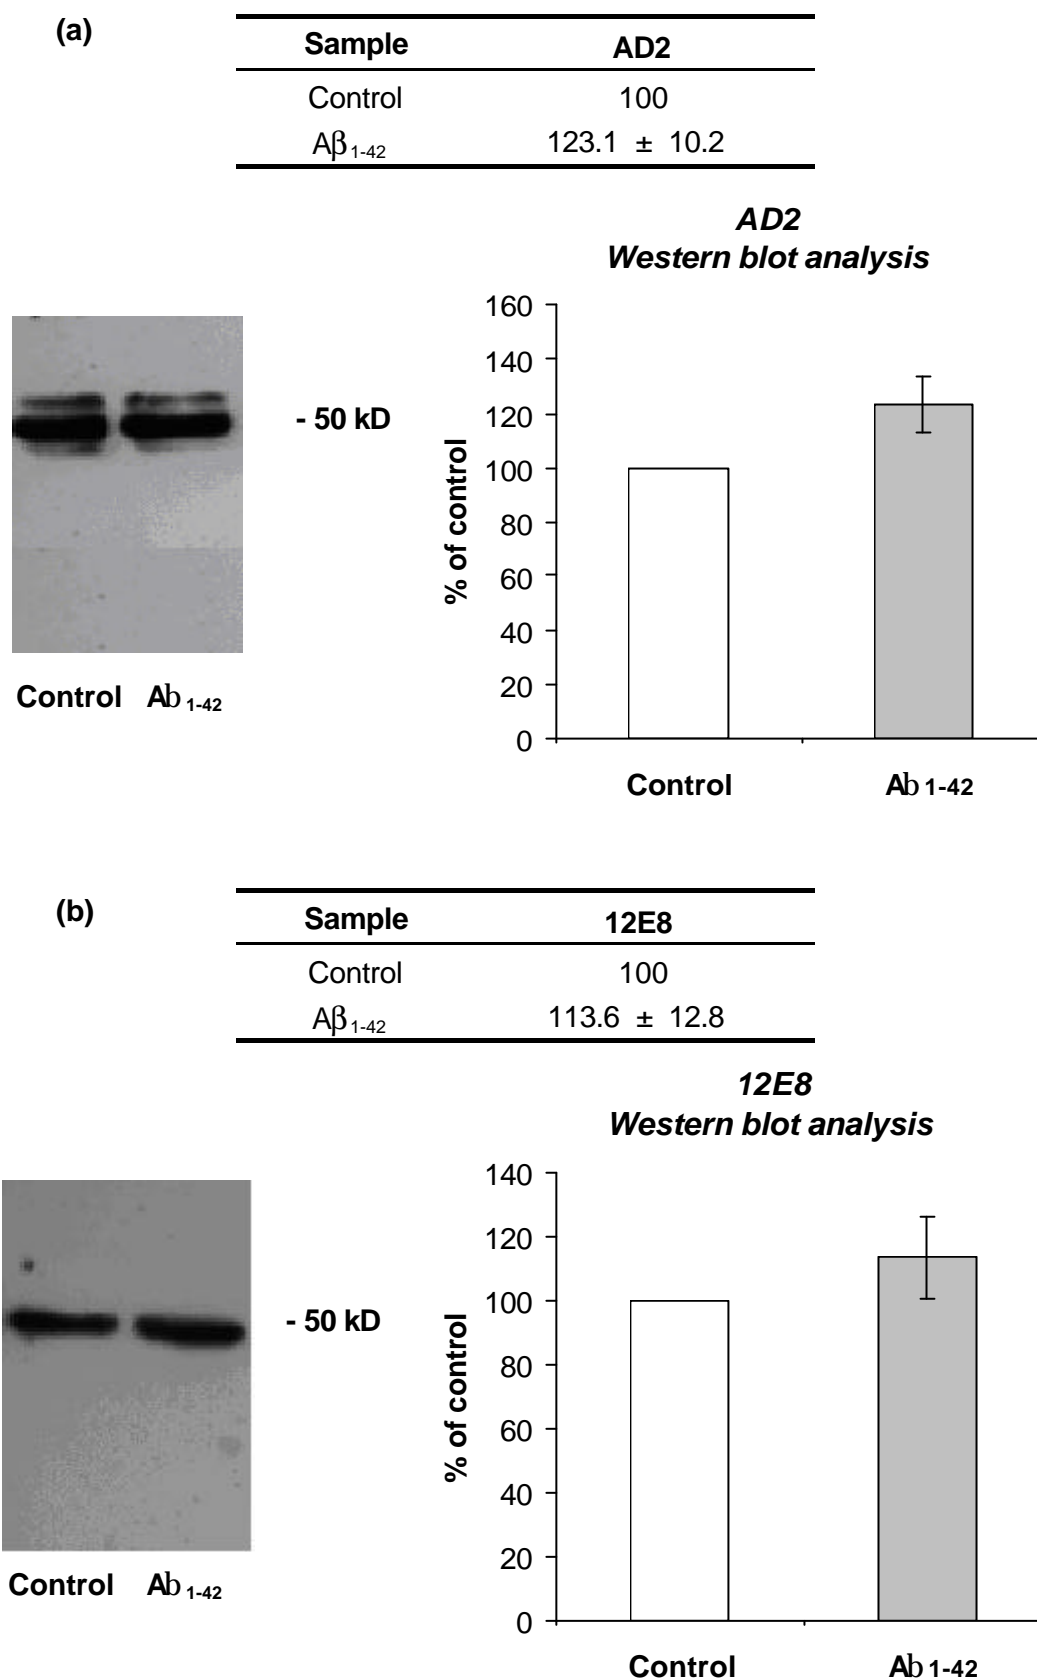 (a)
Sample AD2
Control 100
Aβ1-42 123.1 ± 10.2
AD2
Western blot analysis
160
140
120
100
80
60
40
20
0
% of control
- 50 kD
Control Ab 1-42
Control Ab 1-42
(b)
Sample 12E8
Control 100
Aβ1-42 113.6 ± 12.8
12E8
Western blot analysis
140
120
100
80
60
40
20
0
% of control
- 50 kD
Control Ab 1-42
Control Ab 1-42